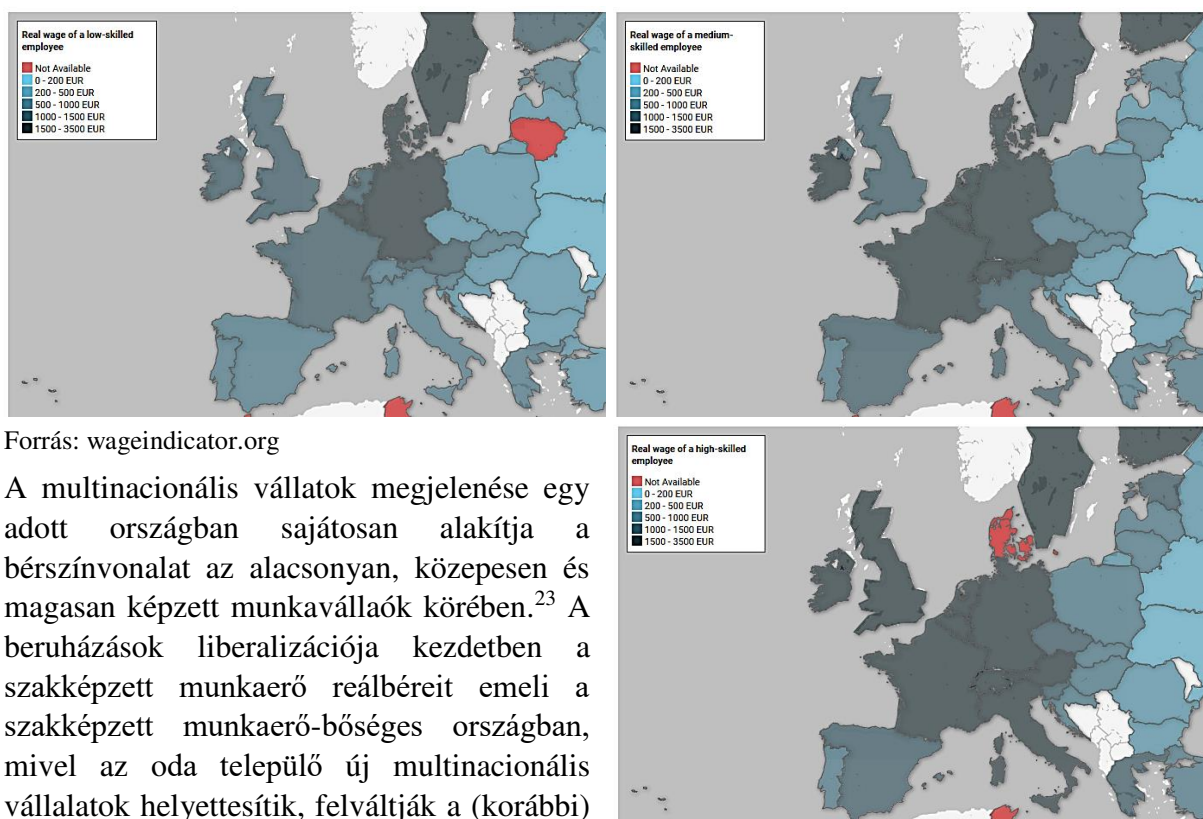 Real wage of a low-skilled
employee
Not Available
0 - 200 EUR
200 - 500 EUR
500 - 1000 EUR
1000 - 1500 EUR
1500 - 3500 EUR
Real wage of a medium-
skilled employee
Not Available
0 - 200 EUR
200 - 500 EUR
500 - 1000 EUR
1000 - 1500 EUR
1500 - 3500 EUR
Forrás: wageindicator.org
A multinacionális vállatok megjelenése egy
adott országban sajátosan alakítja a
bérszínvonalat az alacsonyan, közepesen és
magasan képzett munkavállaók körében.23 A
beruházások liberalizációja kezdetben a
szakképzett munkaerő reálbéreit emeli a
szakképzett munkaerő-bőséges országban,
mivel az oda települő új multinacionális
vállalatok helyettesítik, felváltják a (korábbi)
Real wage of a high-skilled
employee
Not Available
0 - 200 EUR
200 - 500 EUR
500 - 1000 EUR
1000 - 1500 EUR
1500 - 3500 EUR